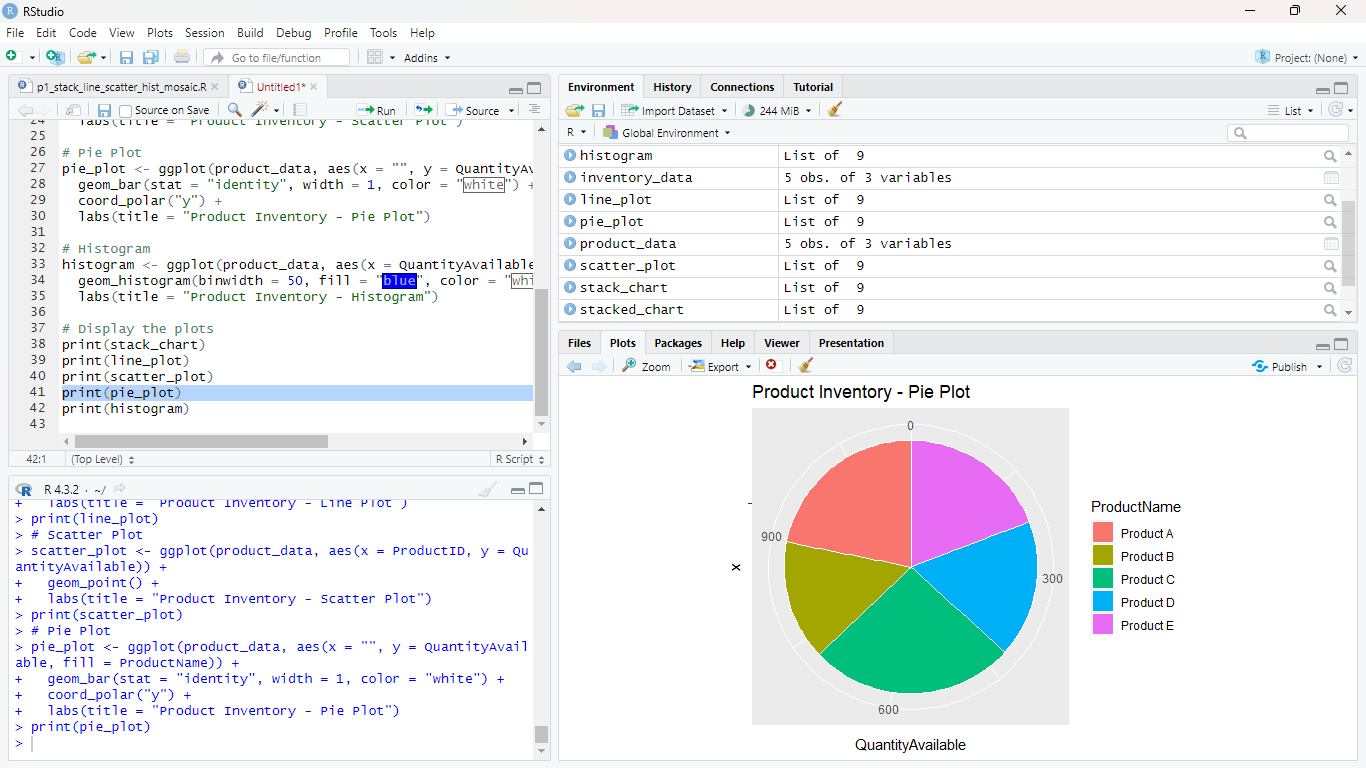 RStudio
File Edit Code View Plots Session Build Debug Profile Tools Help
Go to file/function Addins Project: (None)
p1_stack_line_scatter_hist_mosaic.R Untitled1*
Source on Save Run Source
24 labs(title = "Product Inventory - Scatter Plot")
25
26 # Pie Plot
27 pie_plot <- ggplot(product_data, aes(x = "", y = QuantityAv
28 geom_bar(stat = "identity", width = 1, color = "white") +
29 coord_polar("y") +
30 labs(title = "Product Inventory - Pie Plot")
31
32 # Histogram
33 histogram <- ggplot(product_data, aes(x = QuantityAvailable
34 geom_histogram(binwidth = 50, fill = "blue", color = "whi
35 labs(title = "Product Inventory - Histogram")
36
37 # Display the plots
38 print(stack_chart)
39 print(line_plot)
40 print(scatter_plot)
41 print(pie_plot)
42 print(histogram)
43
42:1 (Top Level) R Script
R 4.3.2 · ~/
+ labs(title = "Product Inventory - Line Plot")
> print(line_plot)
> # Scatter Plot
> scatter_plot <- ggplot(product_data, aes(x = ProductID, y = Qu
antityAvailable)) +
+ geom_point() +
+ labs(title = "Product Inventory - Scatter Plot")
> print(scatter_plot)
> # Pie Plot
> pie_plot <- ggplot(product_data, aes(x = "", y = QuantityAvail
able, fill = ProductName)) +
+ geom_bar(stat = "identity", width = 1, color = "white") +
+ coord_polar("y") +
+ labs(title = "Product Inventory - Pie Plot")
> print(pie_plot)
>
Environment History Connections Tutorial
Import Dataset 244 MiB List
R Global Environment
histogram List of 9
inventory_data 5 obs. of 3 variables
line_plot List of 9
pie_plot List of 9
product_data 5 obs. of 3 variables
scatter_plot List of 9
stack_chart List of 9
stacked_chart List of 9
Files Plots Packages Help Viewer Presentation
Zoom Export Publish
Product Inventory - Pie Plot
0
900
300
600
x
QuantityAvailable
ProductName
Product A
Product B
Product C
Product D
Product E